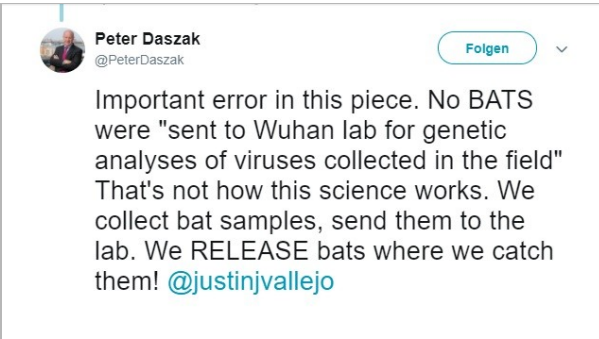 Peter Daszak
@PeterDaszak
Folgen
Important error in this piece. No BATS
were "sent to Wuhan lab for genetic
analyses of viruses collected in the field"
That's not how this science works. We
collect bat samples, send them to the
lab. We RELEASE bats where we catch
them! @justinjvallejo